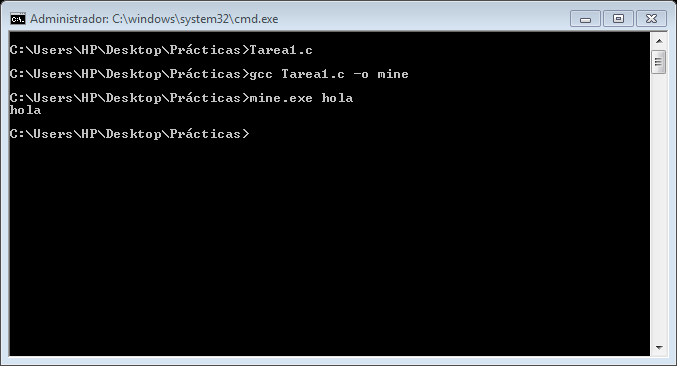 Administrador: C:\windows\system32\cmd.exe
C:\Users\HP\Desktop\Prácticas>Tarea1.c
C:\Users\HP\Desktop\Prácticas>gcc Tarea1.c -o mine
C:\Users\HP\Desktop\Prácticas>mine.exe hola
hola
C:\Users\HP\Desktop\Prácticas>